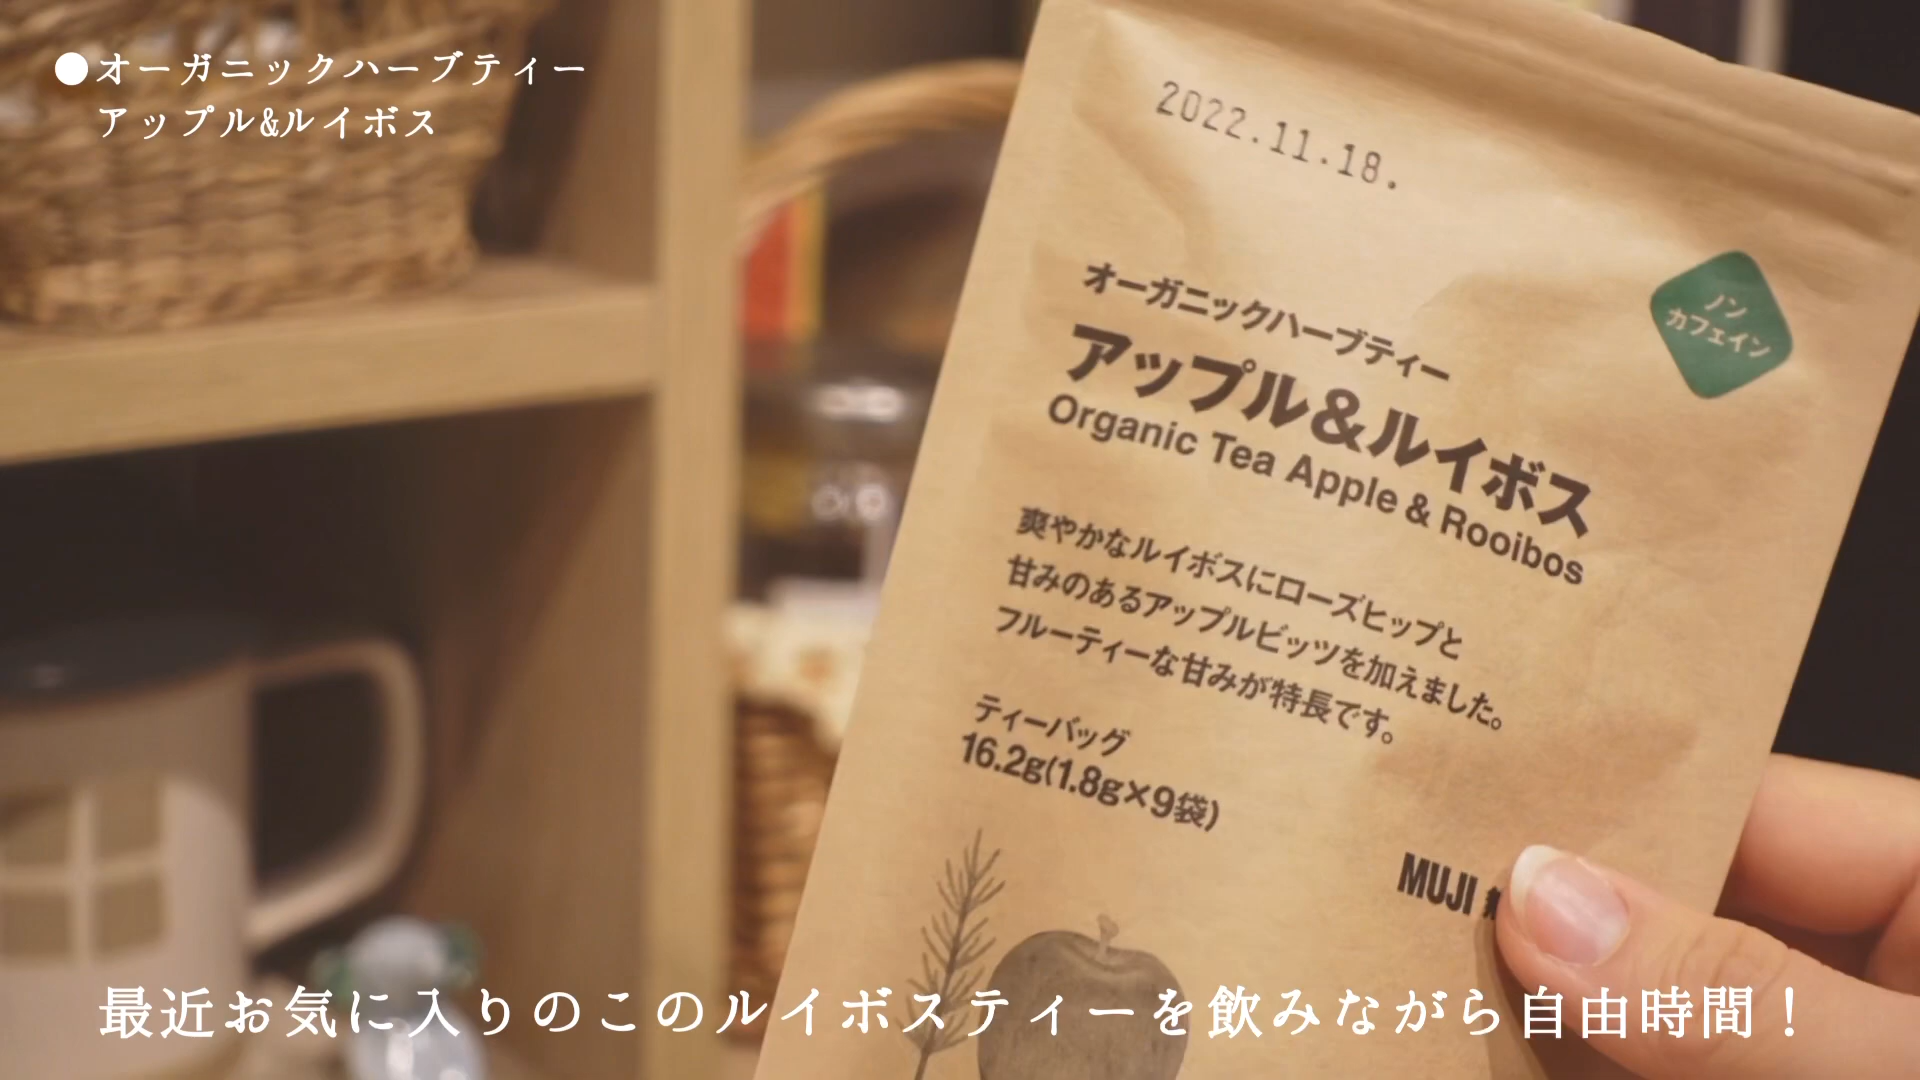 ●オーガニックハーブティー
アップル&ルイボス
2022.11.18.
ノン
カフェイン
オーガニックハーブティー
アップル&ルイボス
Organic Tea Apple & Rooibos
爽やかなルイボスにローズヒップと
甘みのあるアップルビッツを加えました。
フルーティーな甘みが特長です。
ティーバッグ
16.2g(1.8g×9袋)
MUJI
最近お気に入りのこのルイボスティーを飲みながら自由時間！